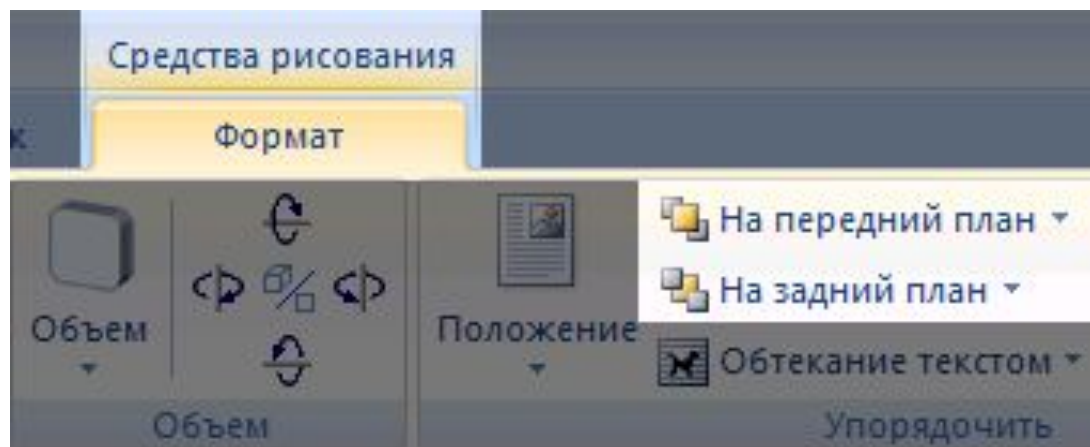 Средства рисования
к
Формат
На передний план
На задний план
Объем
Положение
Обтекание текстом
Объем
Упорядочить